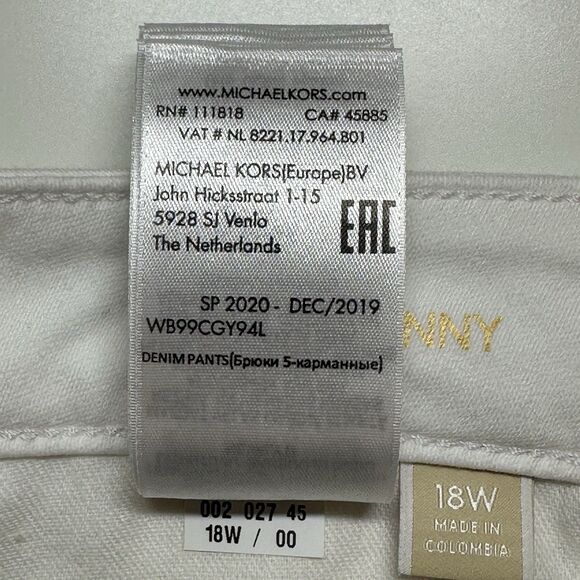 www.MICHAELKORS.com
RN# 111818 CA# 45885
VAT # NL 8221.17.964.B01
MICHAEL KORS(Europe)BV
John Hicksstraat 1-15
5928 SJ Venlo
The Netherlands
EAC
SP 2020- DEC/2019
WB99CGY94L
DENIM PANTS(Брюки 5-карманные)
NNY
002 027 45
18W / 00
18W
MADE IN
COLOMBIA